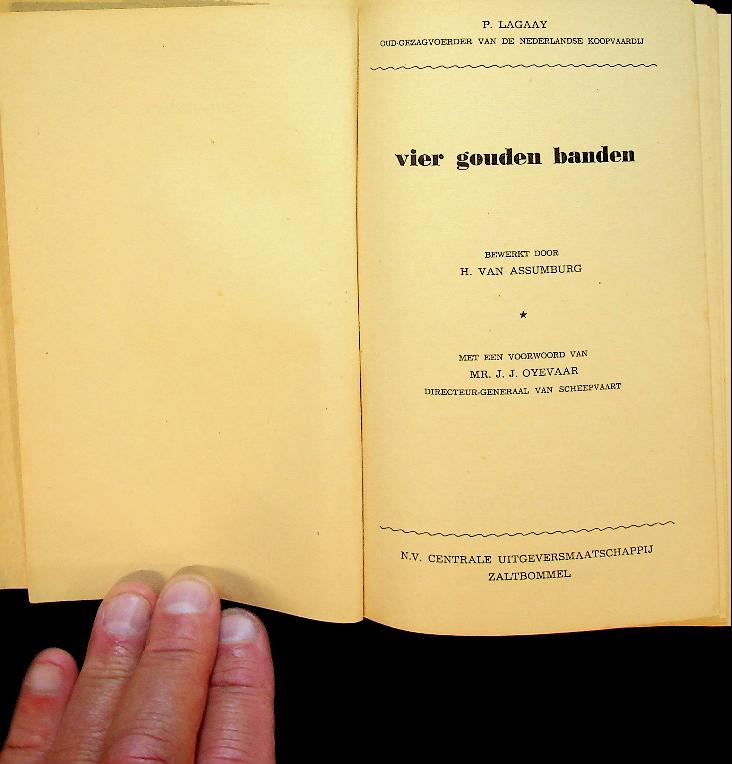 P. LAGAAY
OUD-GEZAGVOERDER VAN DE NEDERLANDSE KOOPVAARDIJ
vier gouden banden
BEWERKT DOOR
H. VAN ASSUMBURG
★
MET EEN VOORWOORD VAN
MR. J. J. OYEVAAR
DIRECTEUR-GENERAAL VAN SCHEEPVAART
N.V. CENTRALE UITGEVERSMAATSCHAPPIJ
ZALTBOMMEL